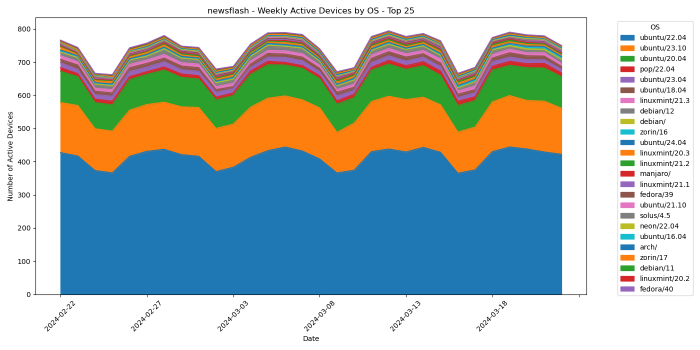 newsflash - Weekly Active Devices by OS - Top 25
Number of Active Devices
800
700
600
500
400
300
200
100
0
2024-02-22
2024-02-27
2024-03-03
2024-03-08
2024-03-13
2024-03-18
Date
OS
ubuntu/22.04
ubuntu/23.10
ubuntu/20.04
pop/22.04
ubuntu/23.04
ubuntu/18.04
linuxmint/21.3
debian/12
debian/
zorin/16
ubuntu/24.04
linuxmint/20.3
linuxmint/21.2
manjaro/
linuxmint/21.1
fedora/39
ubuntu/21.10
solus/4.5
neon/22.04
ubuntu/16.04
arch/
zorin/17
debian/11
linuxmint/20.2
fedora/40